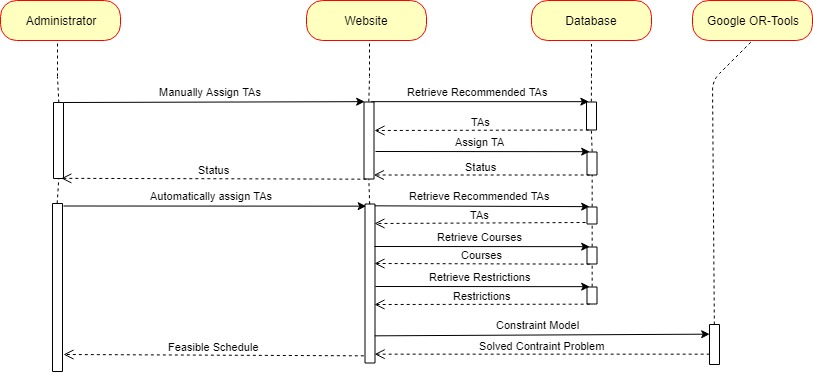 Administrator
Website
Database
Google OR-Tools
Manually Assign TAs
Retrieve Recommended TAs
TAs
Assign TA
Status
Status
Automatically assign TAs
Retrieve Recommended TAs
TAs
Retrieve Courses
Courses
Retrieve Restrictions
Restrictions
Constraint Model
Feasible Schedule
Solved Contraint Problem